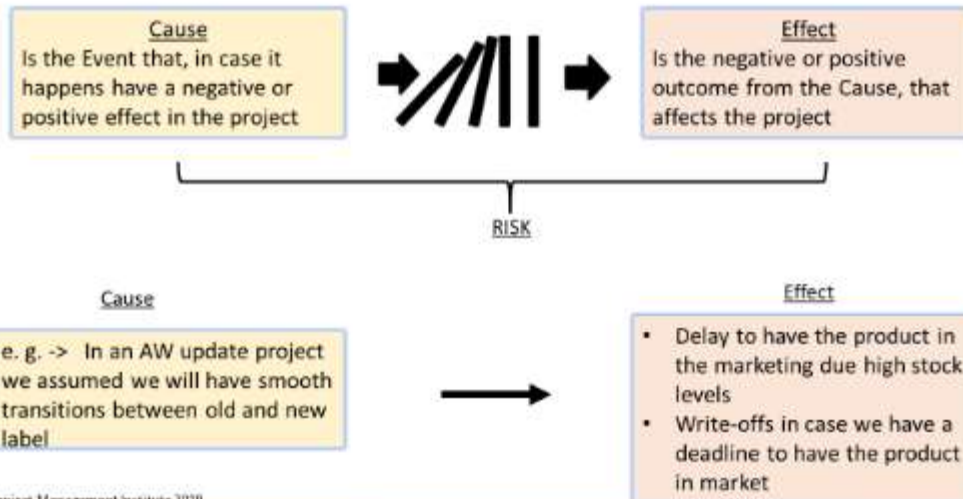 Cause
Is the Event that, in case it
happens have a negative or
positive effect in the project
Effect
Is the negative or positive
outcome from the Cause, that
affects the project
RISK
Cause
e. g. -> In an AW update project
we assumed we will have smooth
transitions between old and new
label
Effect
• Delay to have the product in
the marketing due high stock
levels
• Write-offs in case we have a
deadline to have the product
in market
Project Management Institute